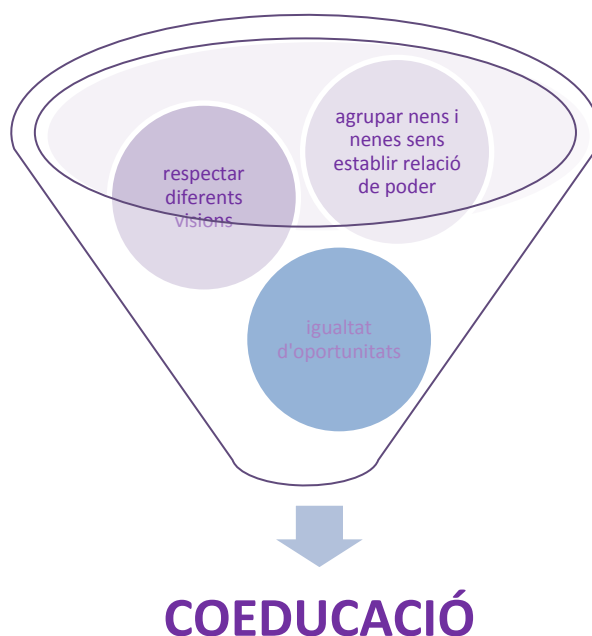 agrupar nens i
nenes sens
establir relació
de poder
respectar
diferents
visions
igualtat
d'oportunitats
COEDUCACIÓ